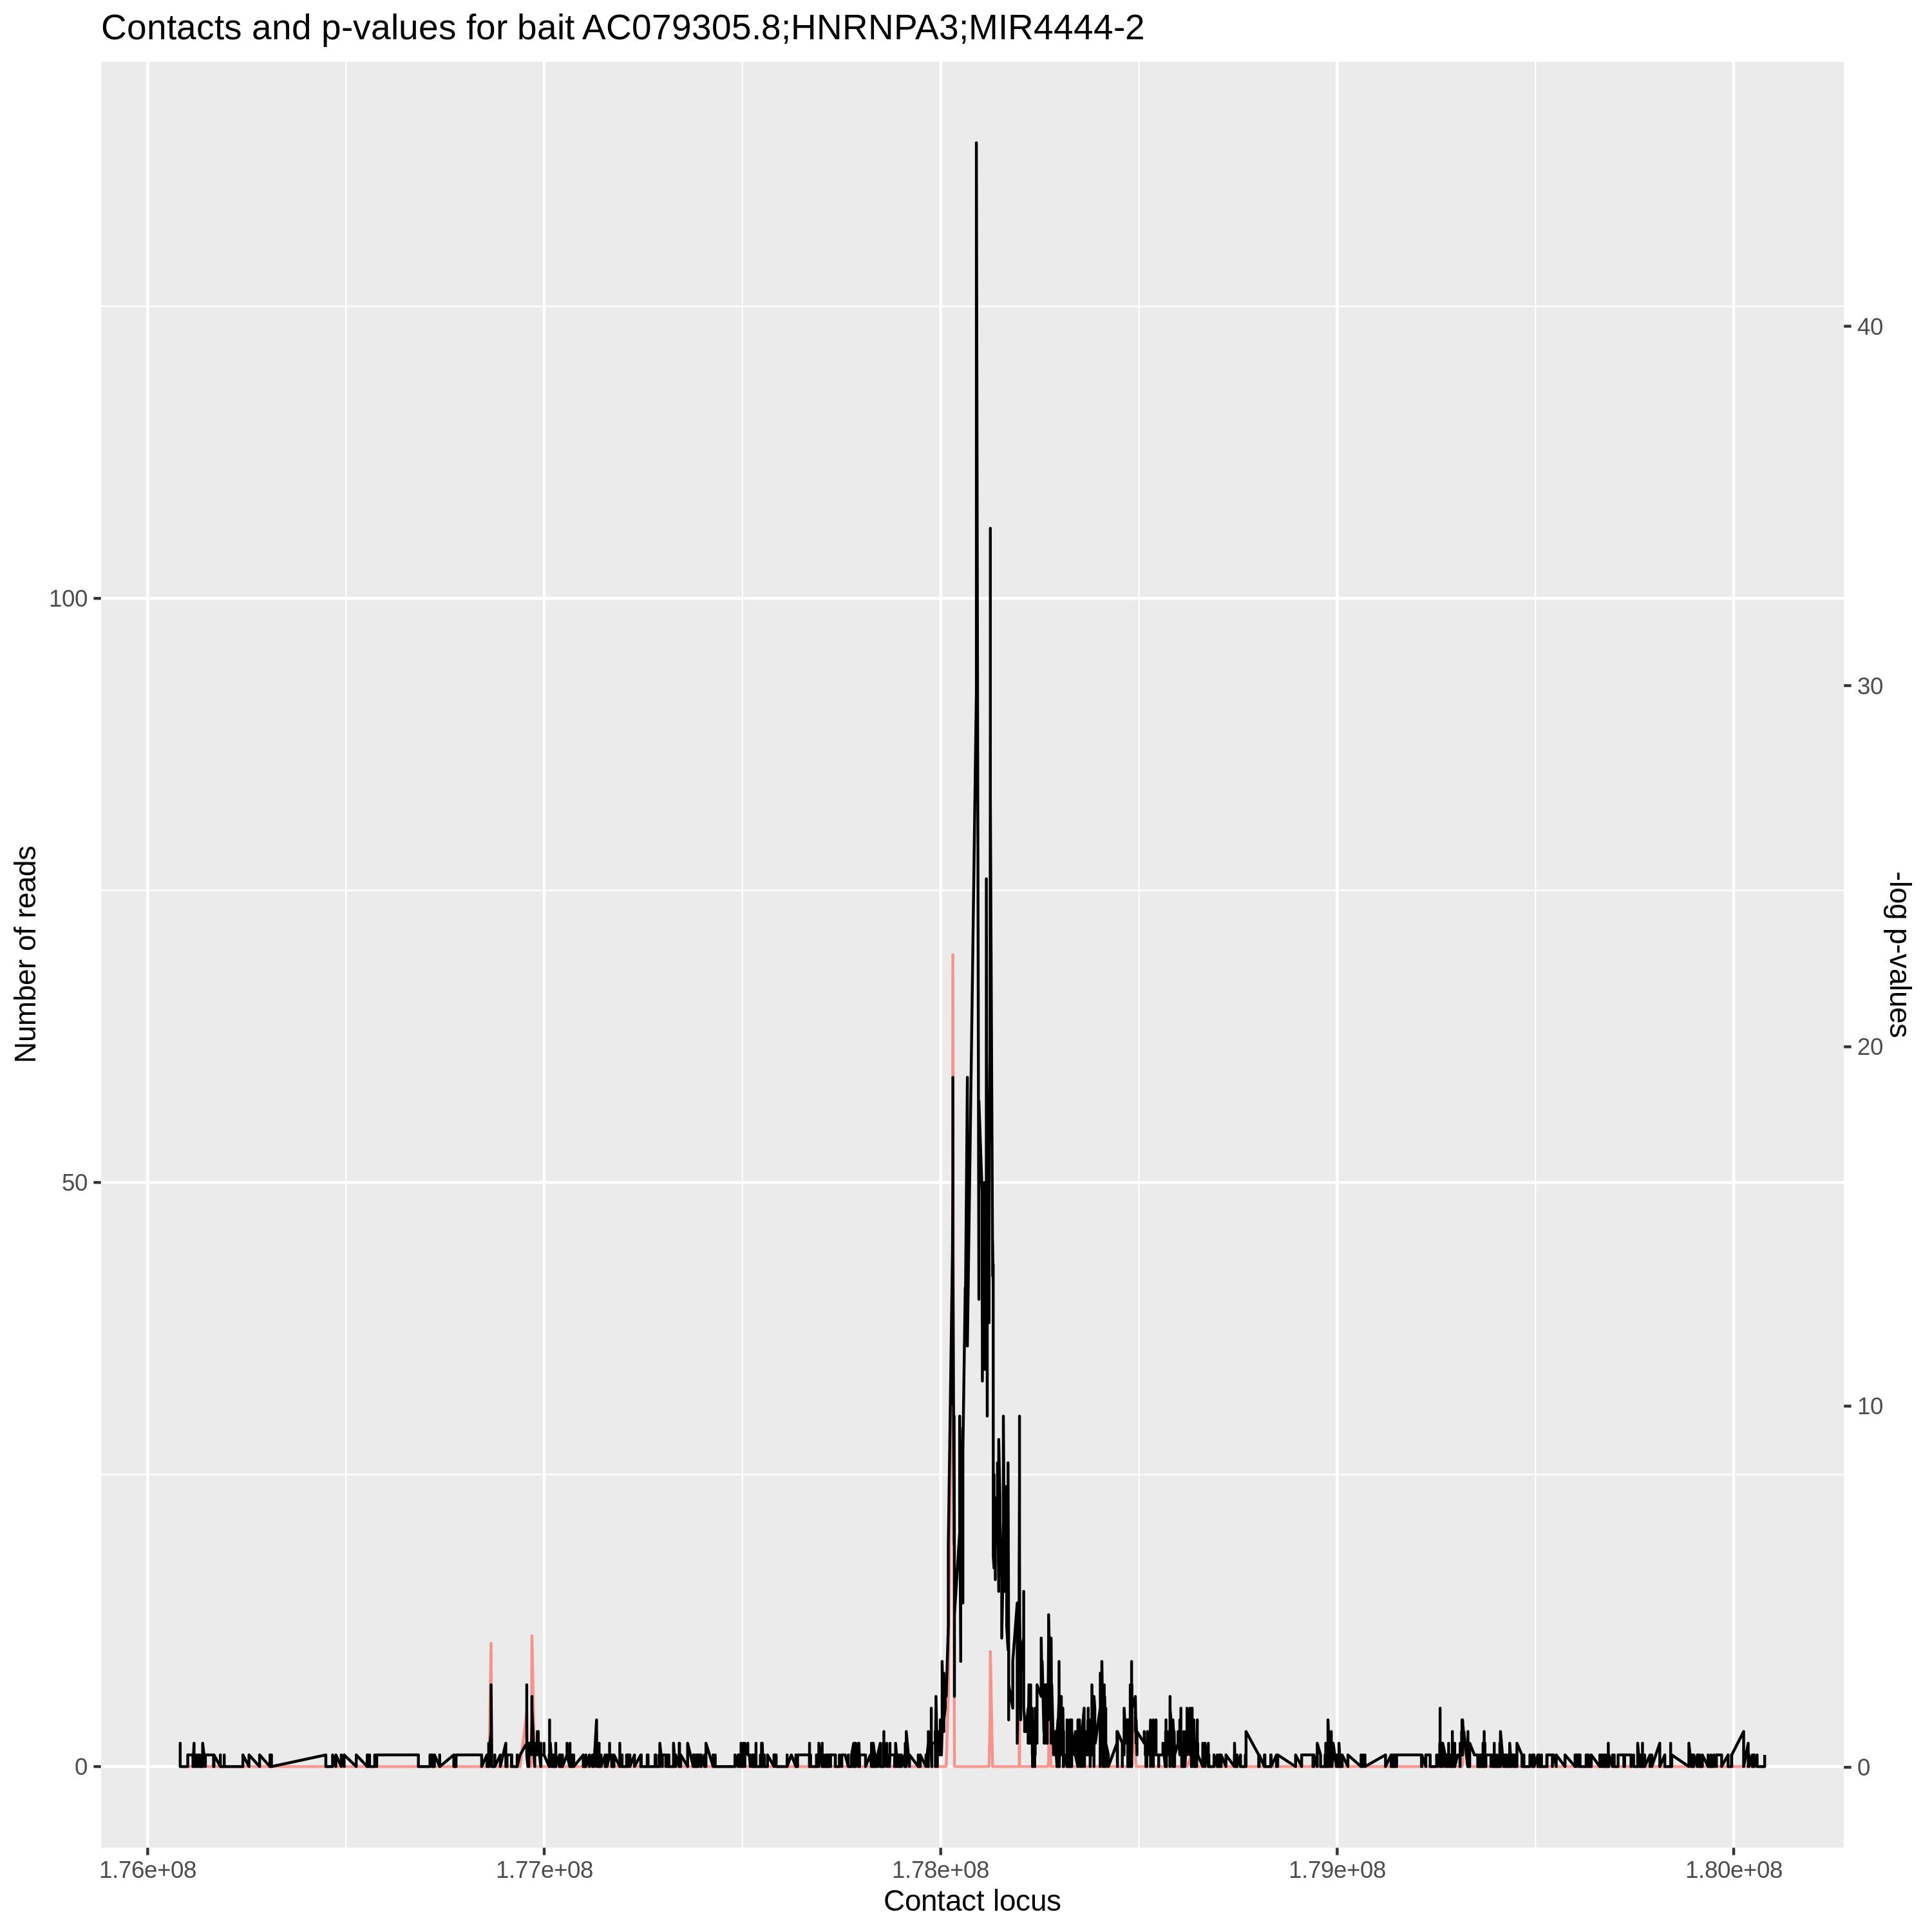 Contacts and p-values for bait AC079305.8;HNRNPA3;MIR4444-2
Number of reads
100
50
0
40
30
20
10
0
-log p-values
1.76e+08
1.77e+08
1.78e+08
1.79e+08
1.80e+08
Contact locus